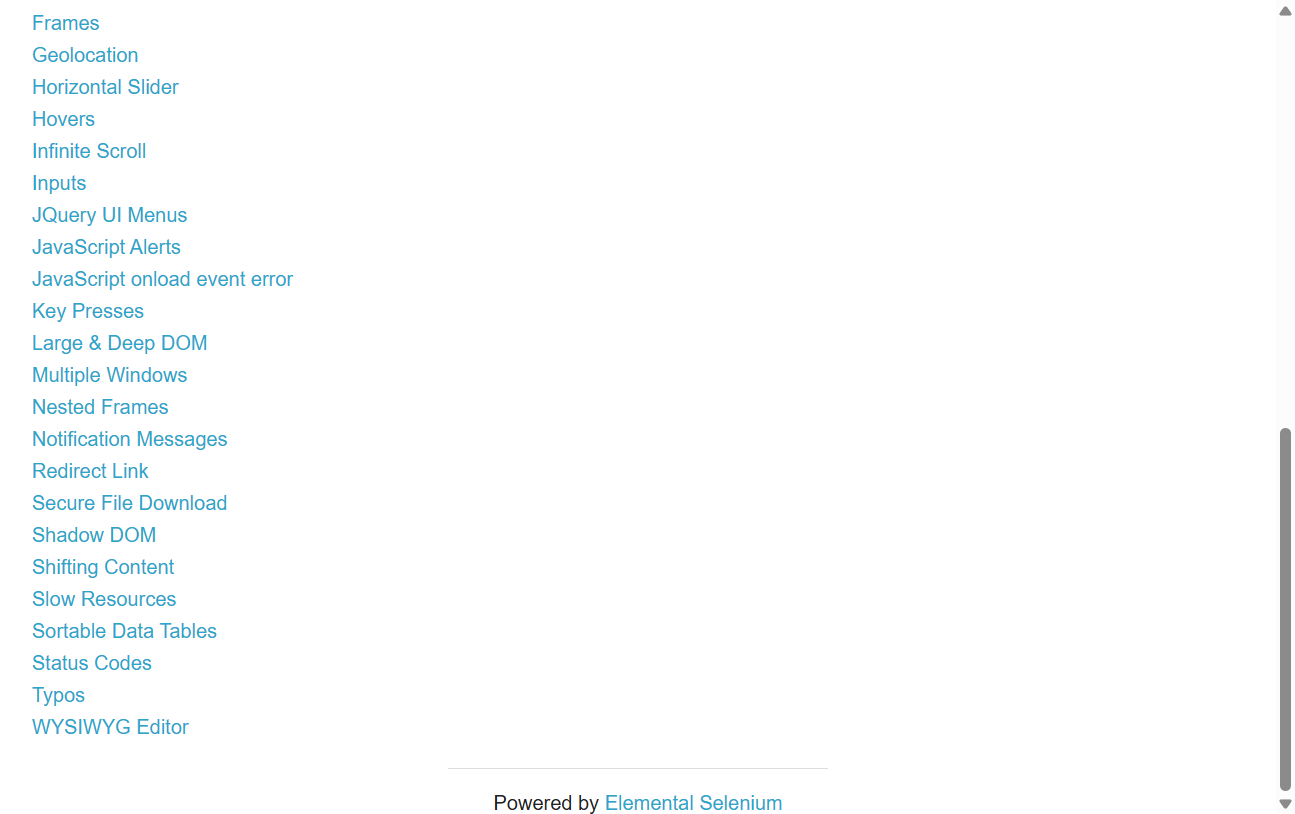 Frames
Geolocation
Horizontal Slider
Hovers
Infinite Scroll
Inputs
JQuery UI Menus
JavaScript Alerts
JavaScript onload event error
Key Presses
Large & Deep DOM
Multiple Windows
Nested Frames
Notification Messages
Redirect Link
Secure File Download
Shadow DOM
Shifting Content
Slow Resources
Sortable Data Tables
Status Codes
Typos
WYSIWYG Editor
Powered by Elemental Selenium